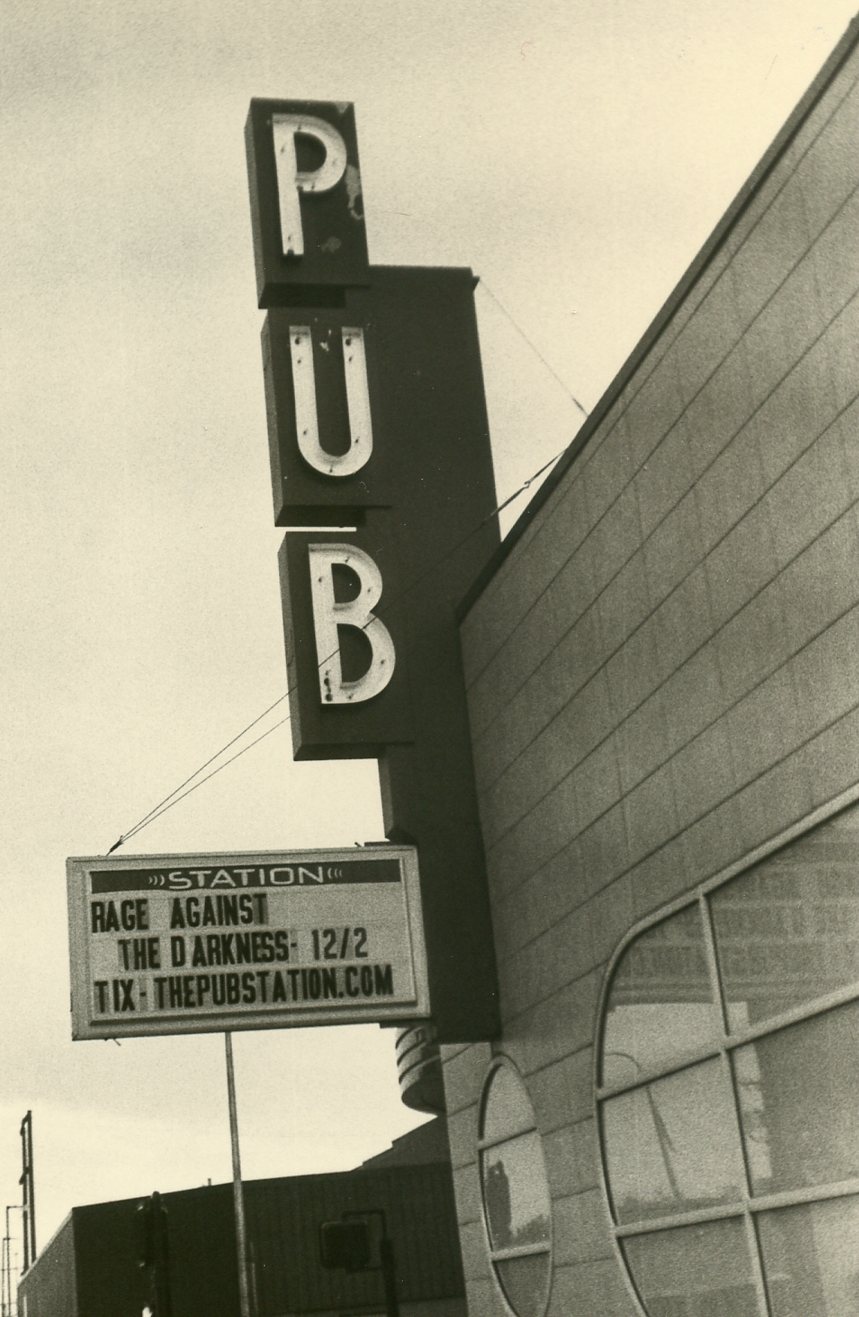 PUB
)))STATION(((
RAGE AGAINST
THE DARKNESS- 12/2
TIX- THEPUBSTATION.COM